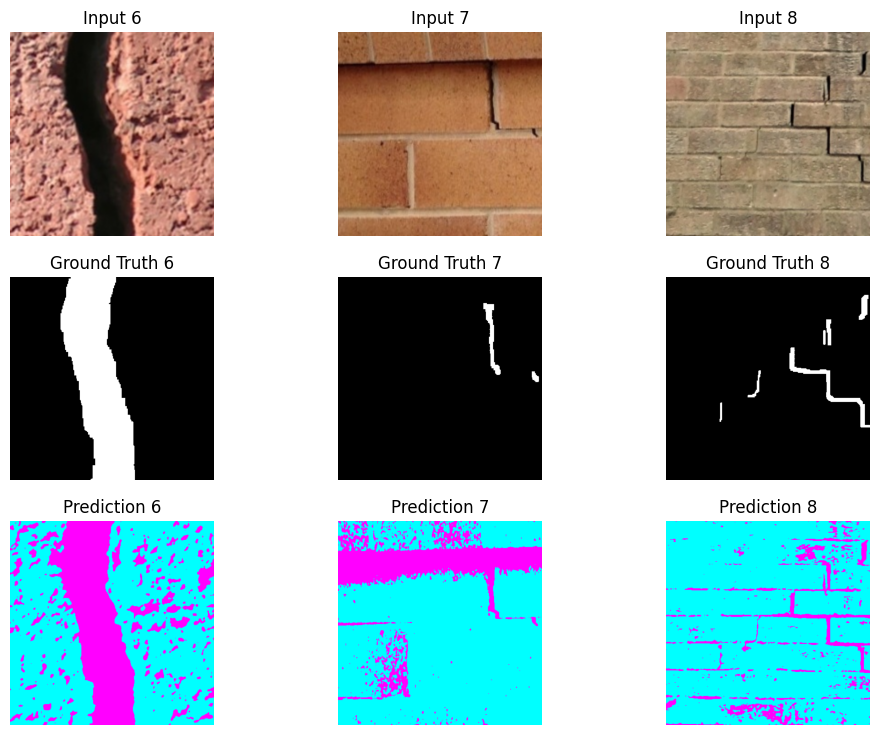 Input 6
Input 7
Input 8
Ground Truth 6
Ground Truth 7
Ground Truth 8
Prediction 6
Prediction 7
Prediction 8